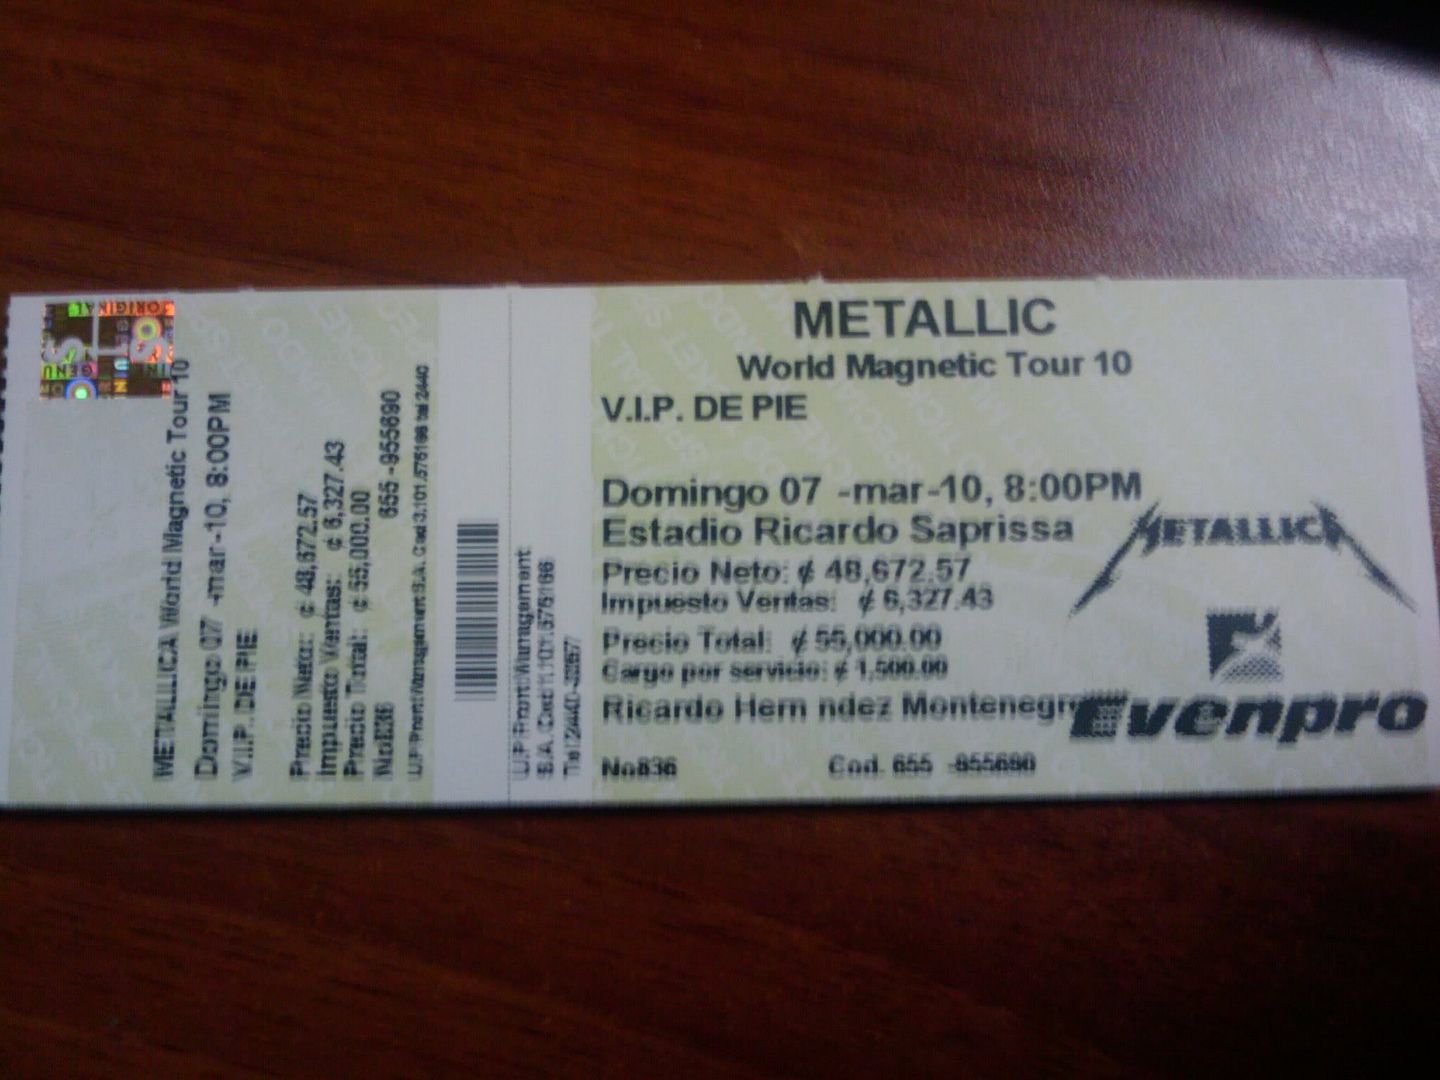 METALLIC
World Magnetic Tour 10
V.I.P. DE PIE
Domingo 07 -mar-10, 8:00PM
Estadio Ricardo Saprissa
Precio Neto: ¢ 48,672.57
Impuesto Ventas: ¢ 6,327.43
Precio Total: ¢ 55,000.00
Cargo por servicio: ¢ 1,500.00
Ricardo Hern ndez Montenegr
No836
Cod. 655 -955690
METALLICA
Evenpro
METALLICA World Magnetic Tour 10
Domingo 07 -mar-10, 8:00PM
V.I.P. DE PIE
Precio Neto: ¢ 48,672.57
Impuesto Ventas: ¢ 6,327.43
Precio Total: ¢ 55,000.00
No836 655 -955690
ORIGINAL